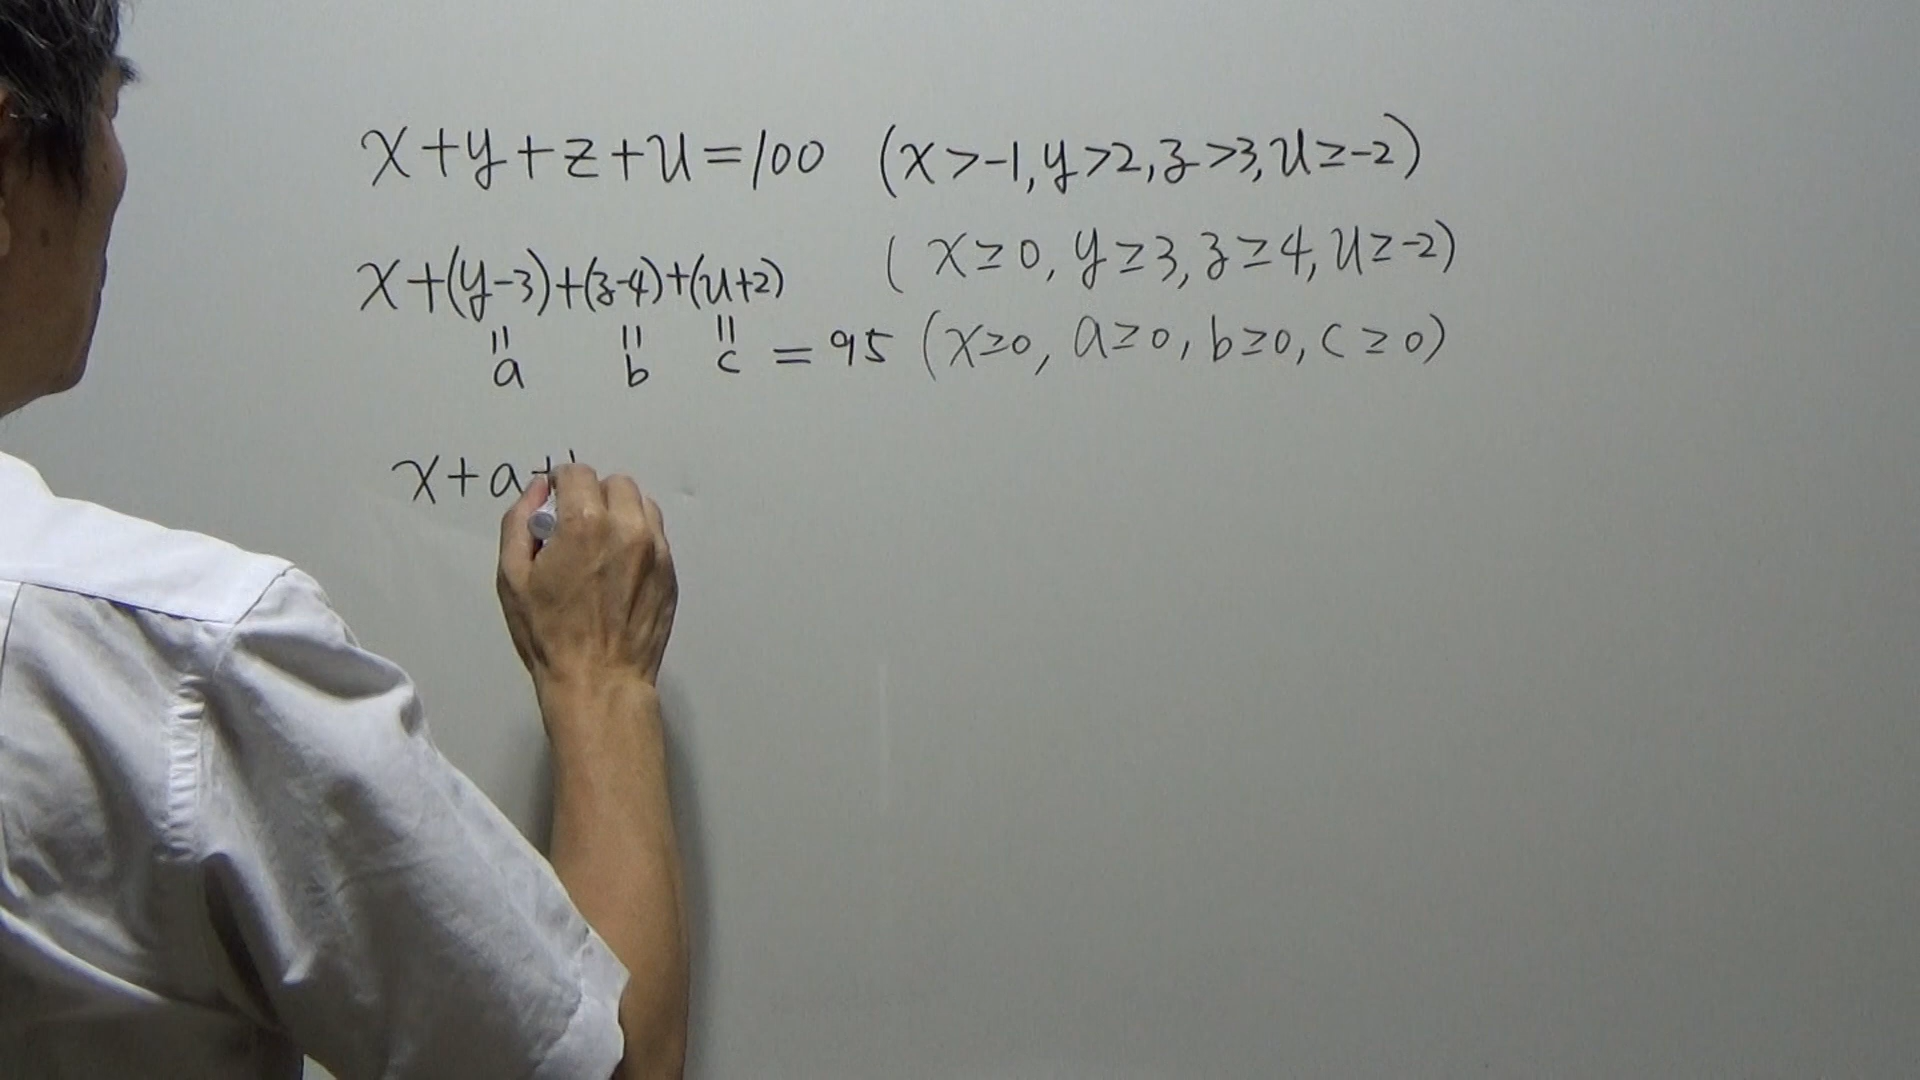 x+y+z+u=100 (x>-1,y>2,z>3,u≥-2)
x+(y-3)+(z-4)+(u+2) (x≥0,y≥3,z≥4,u≥-2)
= 95 (x≥0, a≥0, b≥0, c≥0)
a b c
x+a+